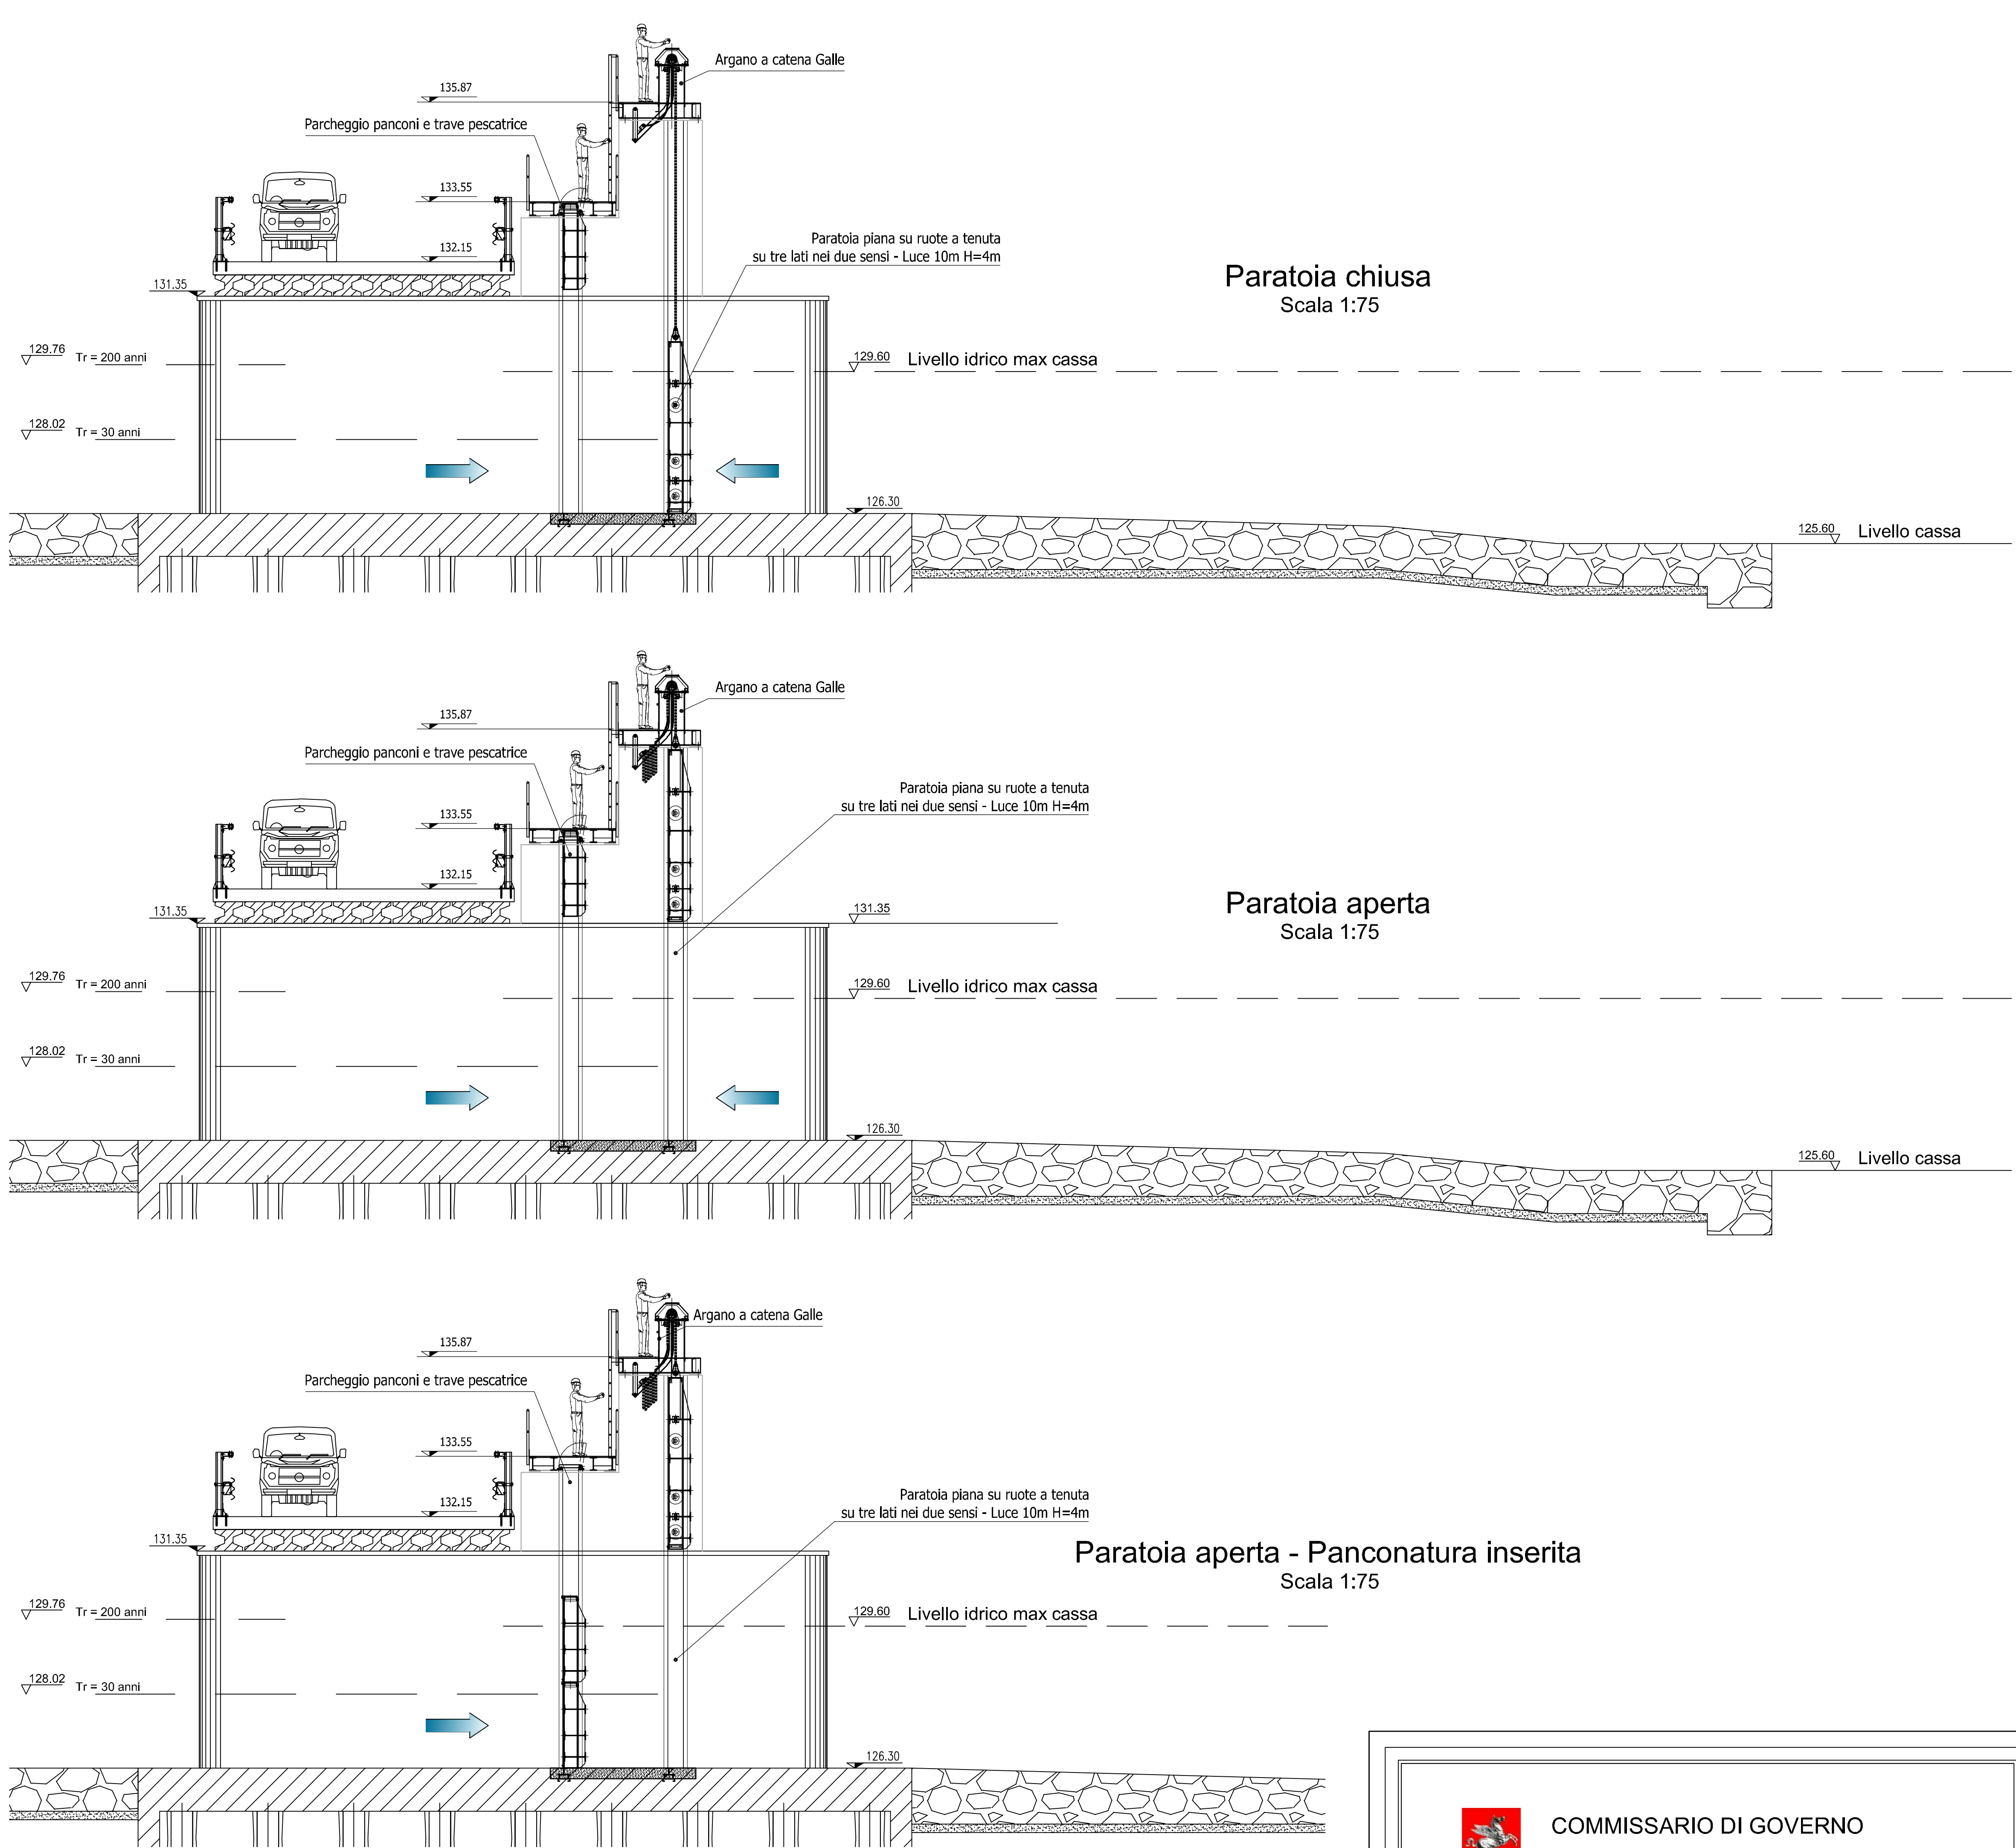 Argano a catena Galle
135.87
Parcheggio panconi e trave pescatrice
133.55
132.15
131.35
Paratoia piana su ruote a tenuta
su tre lati nei due sensi - Luce 10m H=4m
Paratoia chiusa
Scala 1:75
129.76 Tr = 200 anni
129.60 Livello idrico max cassa
128.02 Tr = 30 anni
126.30
125.60 Livello cassa
Argano a catena Galle
135.87
Parcheggio panconi e trave pescatrice
Paratoia piana su ruote a tenuta
su tre lati nei due sensi - Luce 10m H=4m
133.55
132.15
131.35
131.35
Paratoia aperta
Scala 1:75
129.76 Tr = 200 anni
129.60 Livello idrico max cassa
128.02 Tr = 30 anni
126.30
125.60 Livello cassa
Argano a catena Galle
135.87
Parcheggio panconi e trave pescatrice
133.55
132.15
131.35
Paratoia piana su ruote a tenuta
su tre lati nei due sensi - Luce 10m H=4m
Paratoia aperta - Panconatura inserita
Scala 1:75
129.76 Tr = 200 anni
129.60 Livello idrico max cassa
128.02 Tr = 30 anni
126.30
COMMISSARIO DI GOVERNO